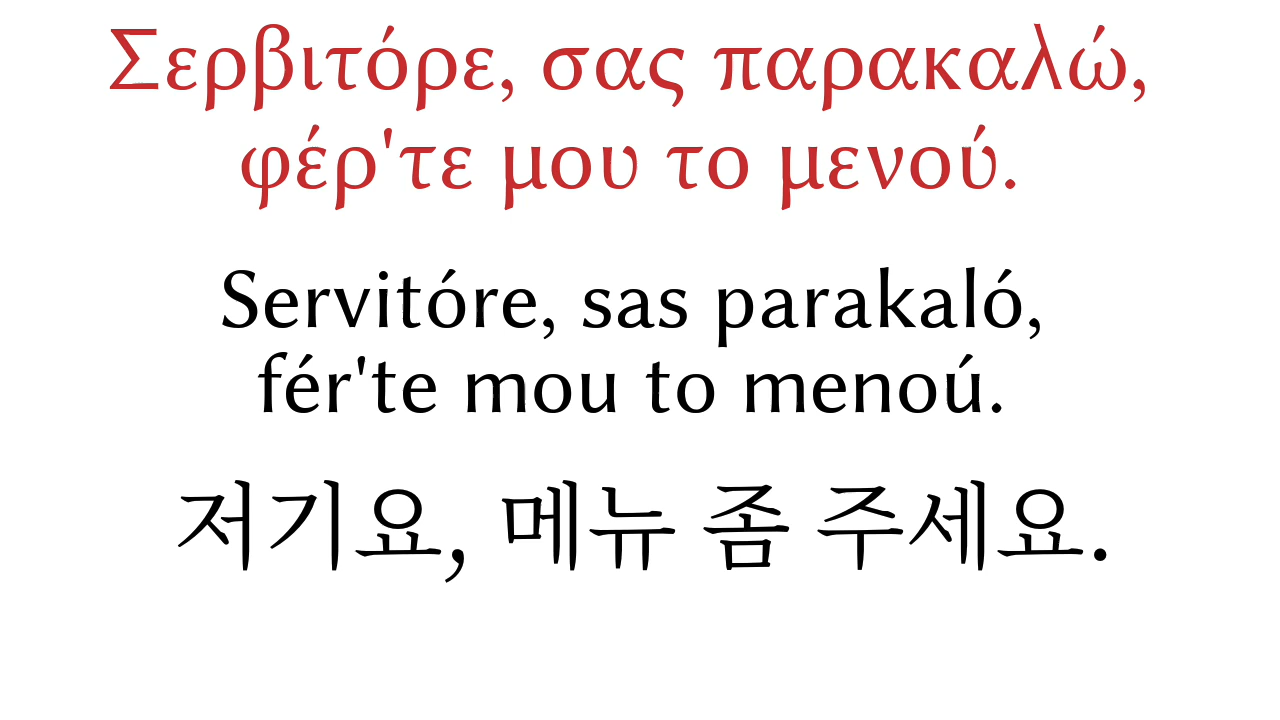 Σερβιτόρε, σας παρακαλώ,
φέρ'τε μου το μενού.
Servitóre, sas parakaló,
fér'te mou to menoú.
저기요, 메뉴 좀 주세요.